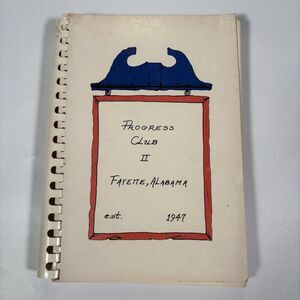 Progress
Club
II
Fayette, Alabama
est. 1947